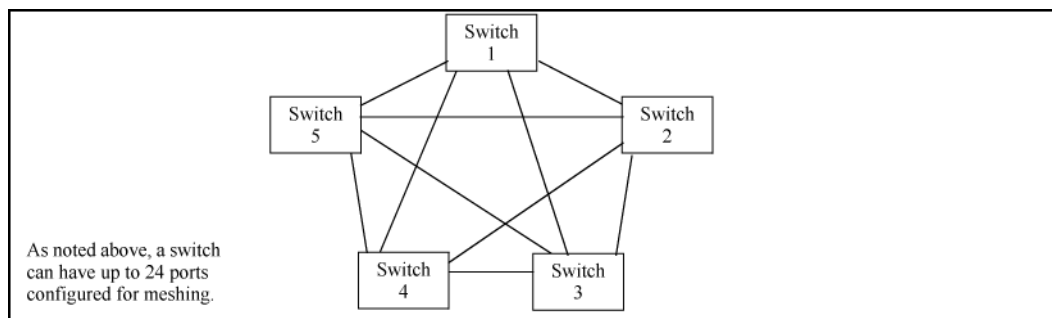 Switch
1
Switch
5
Switch
2
Switch
4
Switch
3
As noted above, a switch
can have up to 24 ports
configured for meshing.